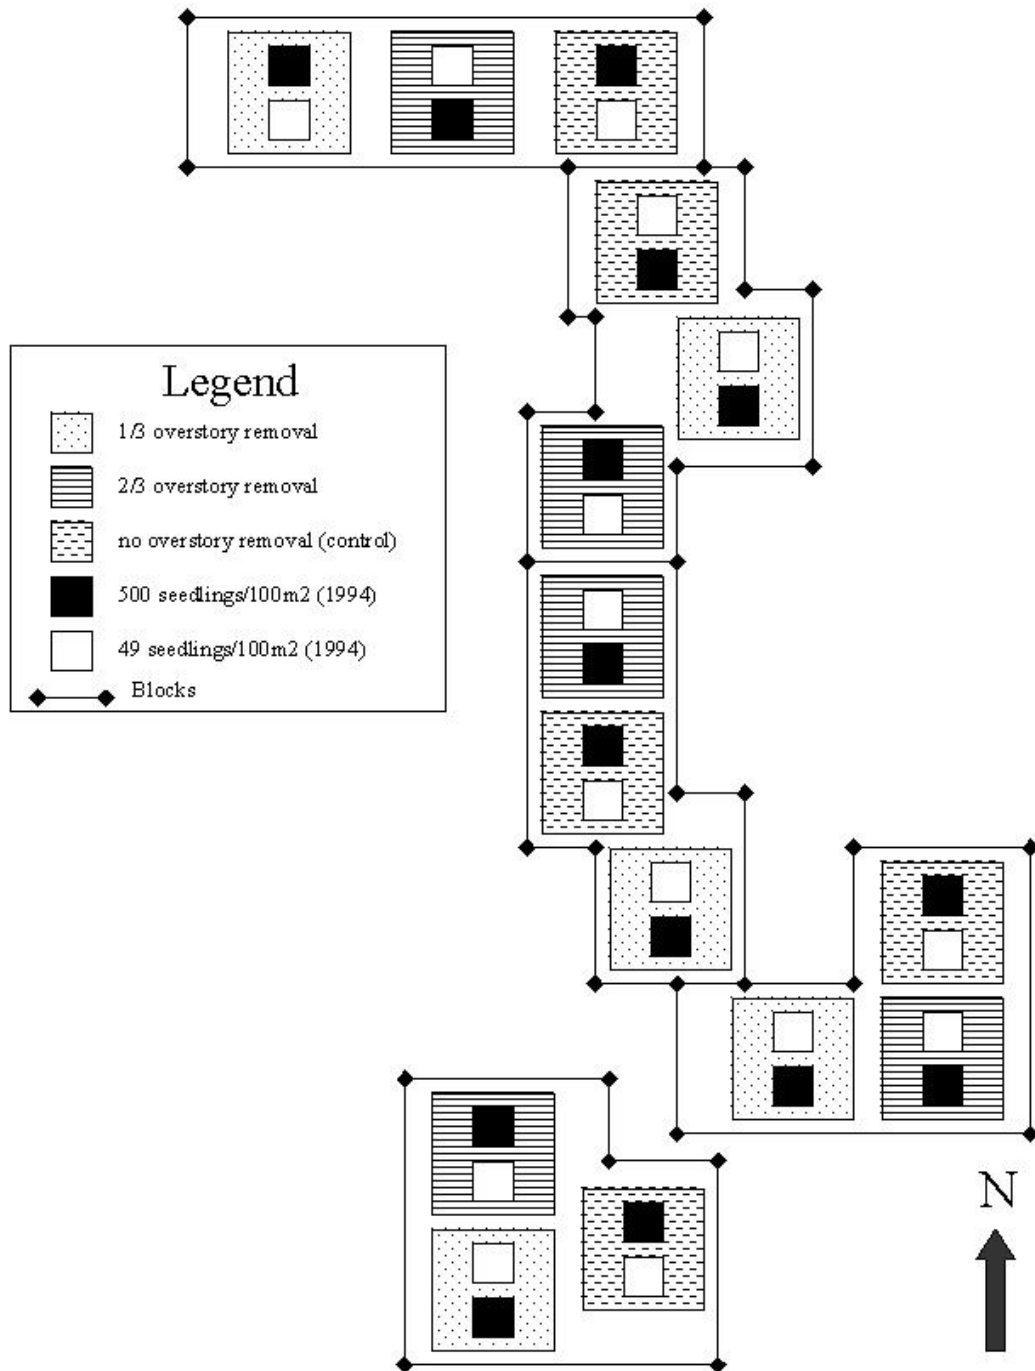 Legend
1/3 overstory removal
2/3 overstory removal
no overstory removal (control)
500 seedlings/100m2 (1994)
49 seedlings/100m2 (1994)
Blocks
N